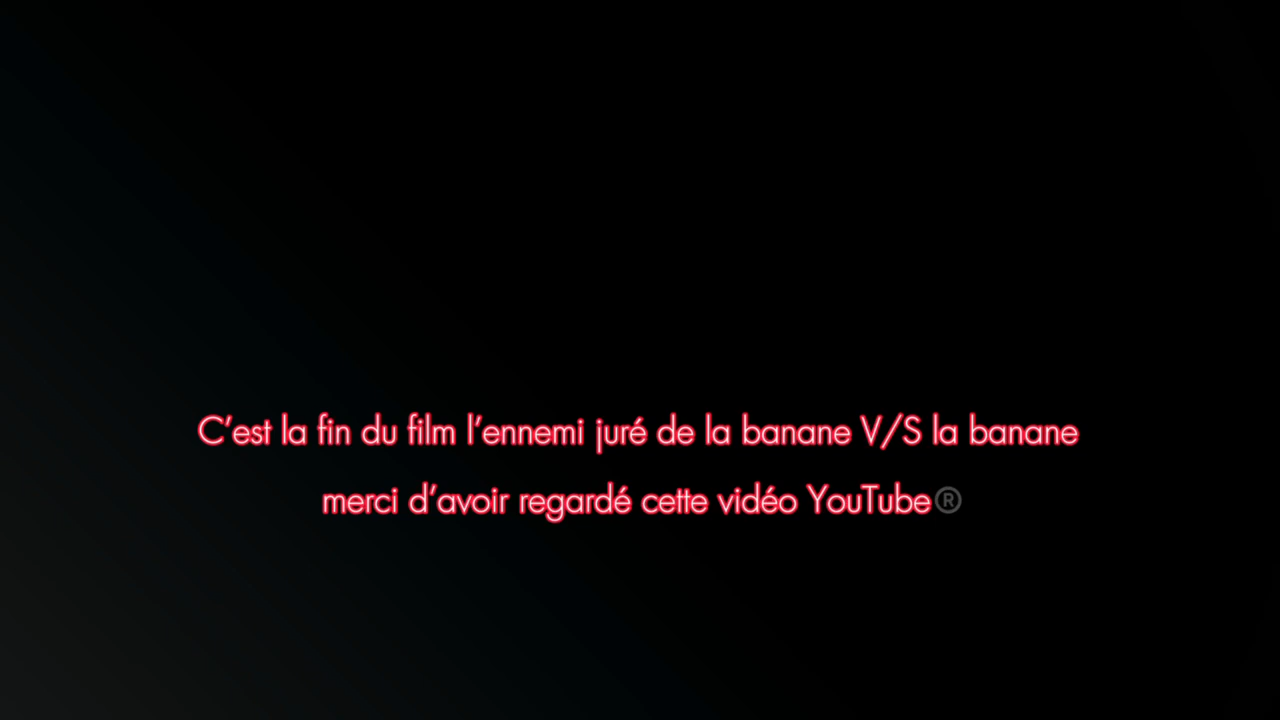 C’est la fin du film l’ennemi juré de la banane V/S la banane
merci d’avoir regardé cette vidéo YouTube®